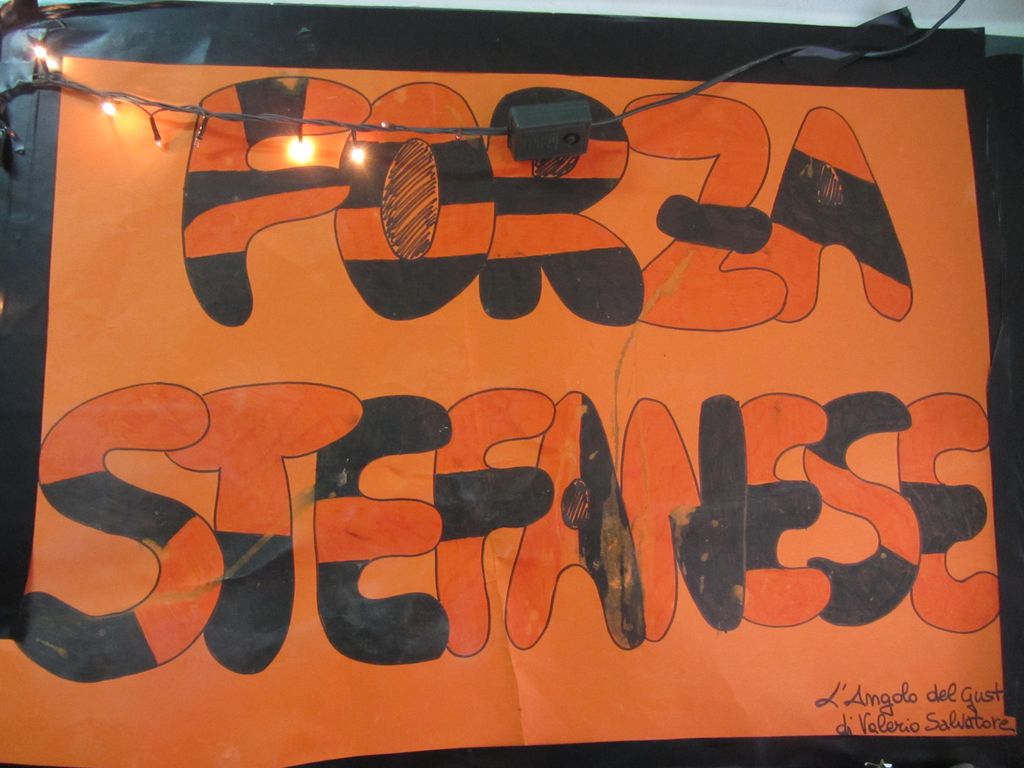 FORZA
STEFANESE
L'Angolo del Gust
di Valerio Salvatore